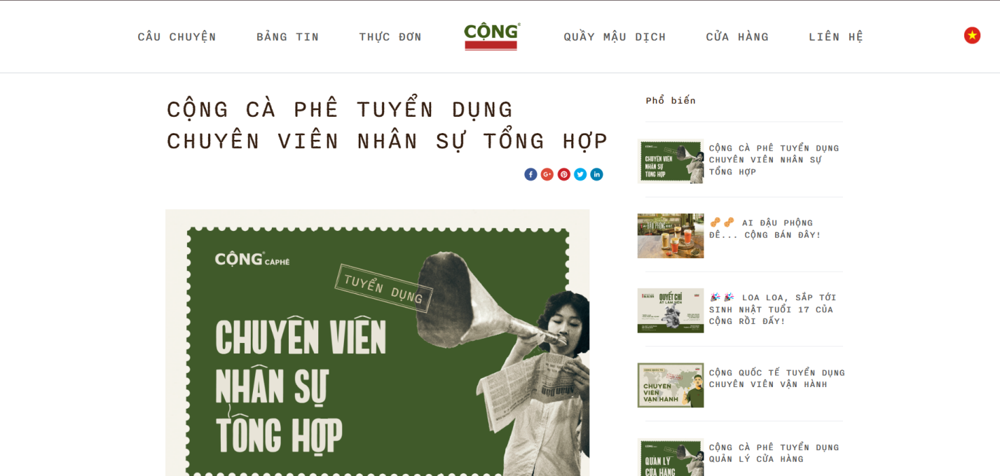 CÂU CHUYỆN
BẢNG TIN
THỰC ĐƠN
CỘNG
QUẦY MẬU DỊCH
CỬA HÀNG
LIÊN HỆ
CỘNG CÀ PHÊ TUYỂN DỤNG
CHUYÊN VIÊN NHÂN SỰ TỔNG HỢP
CỘNG CÀPHÊ
TUYỂN DỤNG
CHUYÊN VIÊN
NHÂN SỰ
TỔNG HỢP
Phổ biến
CHUYÊN VIÊN
NHÂN SỰ
TỔNG HỢP
CỘNG CÀ PHÊ TUYỂN DỤNG
CHUYÊN VIÊN NHÂN SỰ
TỔNG HỢP
🥜🥜 AI ĐẬU PHỘNG
ĐÊ... CỘNG BÁN ĐÂY!
QUYẾT CHÍ
ẮT LÀM NÊN
🎉🎉 LOA LOA, SẮP TỚI
SINH NHẬT TUỔI 17 CỦA
CỘNG RỒI ĐẤY!
CHUYÊN
VIÊN
VẬN HÀNH
CỘNG QUỐC TẾ TUYỂN DỤNG
CHUYÊN VIÊN VẬN HÀNH
QUẢN LÝ
CỬA HÀNG
CỘNG CÀ PHÊ TUYỂN DỤNG
QUẢN LÝ CỬA HÀNG